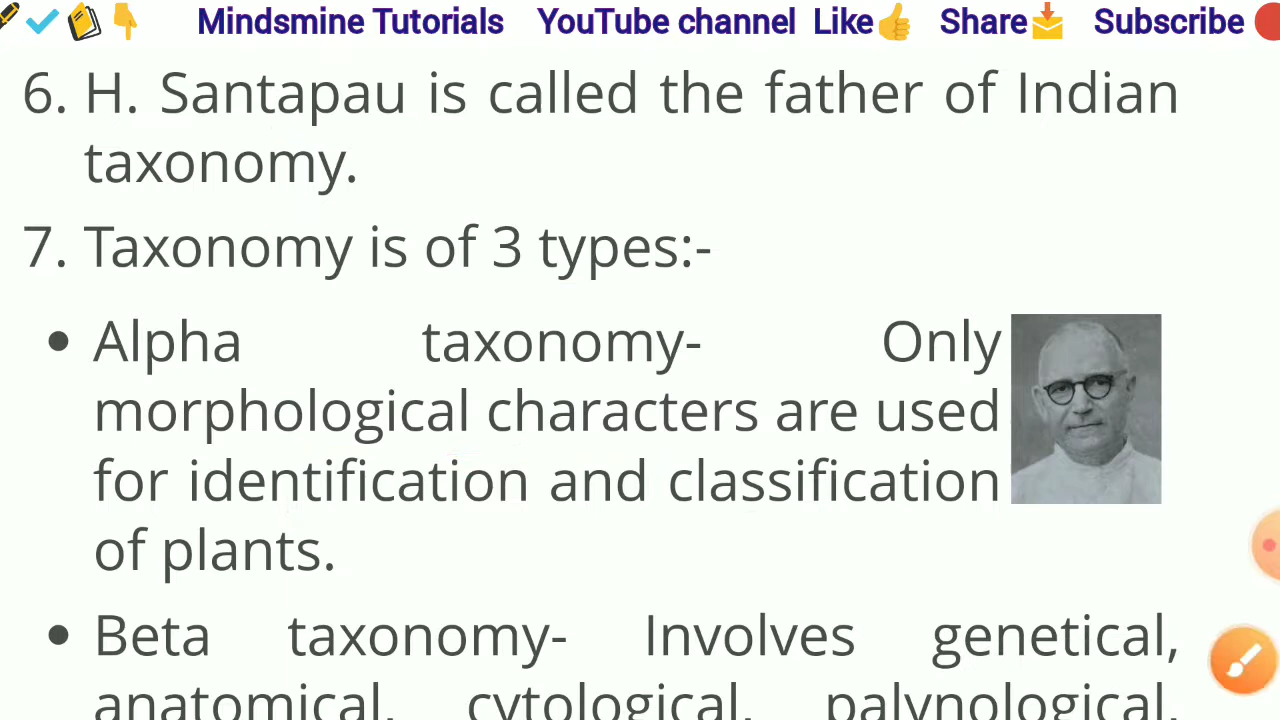 Mindsmine Tutorials YouTube channel Like Share Subscribe
6. H. Santapau is called the father of Indian
taxonomy.
7. Taxonomy is of 3 types:-
• Alpha taxonomy- Only
morphological characters are used
for identification and classification
of plants.
• Beta taxonomy- Involves genetical,
anatomical, cytological, palynological,